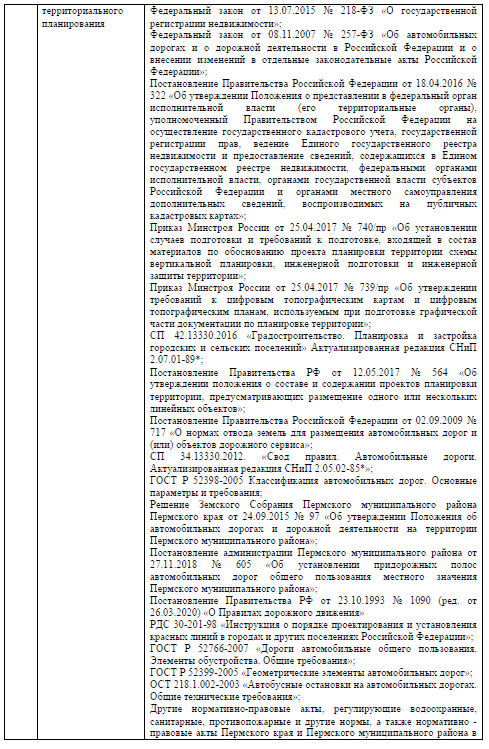 территориального
планирования
Федеральный закон от 13.07.2015 № 218-ФЗ «О государственной
регистрации недвижимости»;
Федеральный закон от 08.11.2007 № 257-ФЗ «Об автомобильных
дорогах и о дорожной деятельности в Российской Федерации и о
внесении изменений в отдельные законодательные акты Российской
Федерации»;
Постановление Правительства Российской Федерации от 18.04.2016 №
322 «Об утверждении Положения о представлении в федеральный орган
исполнительной власти (его территориальные органы),
уполномоченный Правительством Российской Федерации на
осуществление государственного кадастрового учета, государственной
регистрации прав, ведение Единого государственного реестра
недвижимости и предоставление сведений, содержащихся в Едином
государственном реестре недвижимости, федеральными органами
исполнительной власти, органами государственной власти субъектов
Российской Федерации и органами местного самоуправления
дополнительных сведений, воспроизводимых на публичных
кадастровых картах»;
Приказ Минстроя России от 25.04.2017 № 740/пр «Об установлении
случаев подготовки и требований к подготовке, входящей в состав
материалов по обоснованию проекта планировки территории схемы
вертикальной планировки, инженерной подготовки и инженерной
защиты территории»;
Приказ Минстроя России от 25.04.2017 № 739/пр «Об утверждении
требований к цифровым топографическим картам и цифровым
топографическим планам, используемым при подготовке графической
части документации по планировке территории»;
СП 42.13330.2016 «Градостроительство. Планировка и застройка
городских и сельских поселений» Актуализированная редакция СНиП
2.07.01-89*;
Постановление Правительства РФ от 12.05.2017 № 564 «Об
утверждении положения о составе и содержании проектов планировки
территории, предусматривающих размещение одного или нескольких
линейных объектов»;
Постановление Правительства Российской Федерации от 02.09.2009 №
717 «О нормах отвода земель для размещения автомобильных дорог и
(или) объектов дорожного сервиса»;
СП 34.13330.2012. «Свод правил. Автомобильные дороги.
Актуализированная редакция СНиП 2.05.02-85*»;
ГОСТ Р 52398-2005 Классификация автомобильных дорог. Основные
параметры и требования;
Решение Земского Собрания Пермского муниципального района
Пермского края от 24.09.2015 № 97 «Об утверждении Положения об
автомобильных дорогах и дорожной деятельности на территории
Пермского муниципального района»;
Постановление администрации Пермского муниципального района от
27.11.2018 № 605 «Об установлении придорожных полос
автомобильных дорог общего пользования местного значения
Пермского муниципального района»;
Постановление Правительства РФ от 23.10.1993 № 1090 (ред. от
26.03.2020) «О Правилах дорожного движения»
РДС 30-201-98 «Инструкция о порядке проектирования и установления
красных линий в городах и других поселениях Российской Федерации»;
ГОСТ Р 52766-2007 «Дороги автомобильные общего пользования.
Элементы обустройства. Общие требования»;
ГОСТ Р 52399-2005 «Геометрические элементы автомобильных дорог»;
ОСТ 218.1.002-2003 «Автобусные остановки на автомобильных дорогах.
Общие технические требования»;
Другие нормативно-правовые акты, регулирующие водоохранные,
санитарные, противопожарные и другие нормы, а также нормативно -
правовые акты Пермского края и Пермского муниципального района в